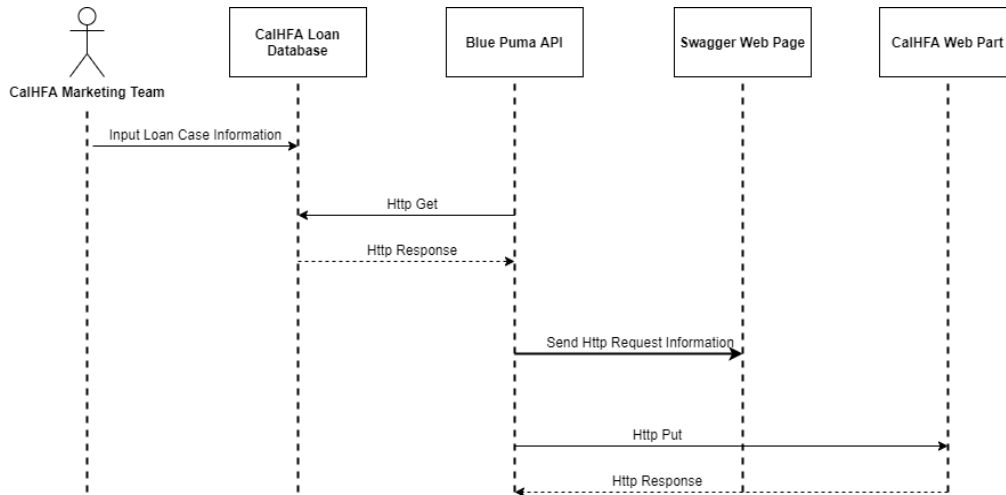 CalHFA Marketing Team
CalHFA Loan
Database
Blue Puma API
Swagger Web Page
CalHFA Web Part
Input Loan Case Information
Http Get
Http Response
Send Http Request Information
Http Put
Http Response